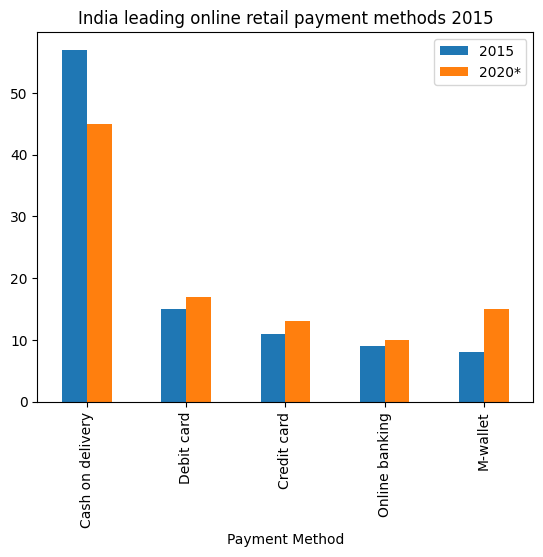 India leading online retail payment methods 2015
2015
2020*
50
40
30
20
10
0
Cash on delivery
Debit card
Credit card
Online banking
M-wallet
Payment Method